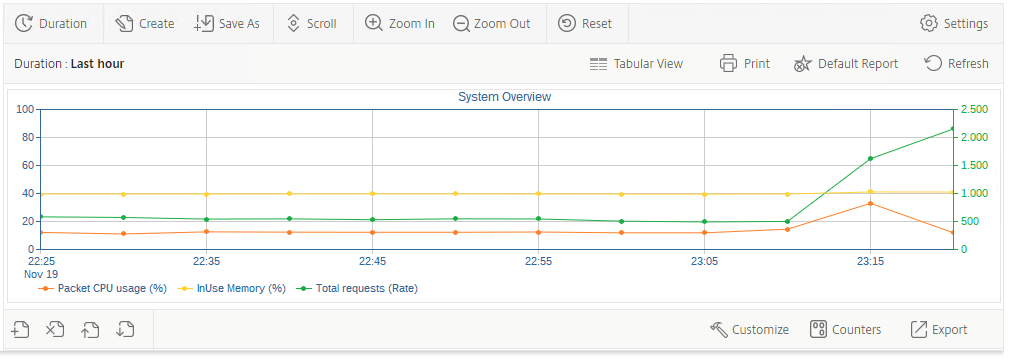 Duration Create Save As Scroll Zoom In Zoom Out Reset Settings
Duration : Last hour Tabular View Print Default Report Refresh
System Overview
100 2.500
80 2.000
60 1.500
40 1.000
20 500
0 0
22:25 22:35 22:45 22:55 23:05 23:15
Nov 19
Packet CPU usage (%) InUse Memory (%) Total requests (Rate)
Customize Counters Export